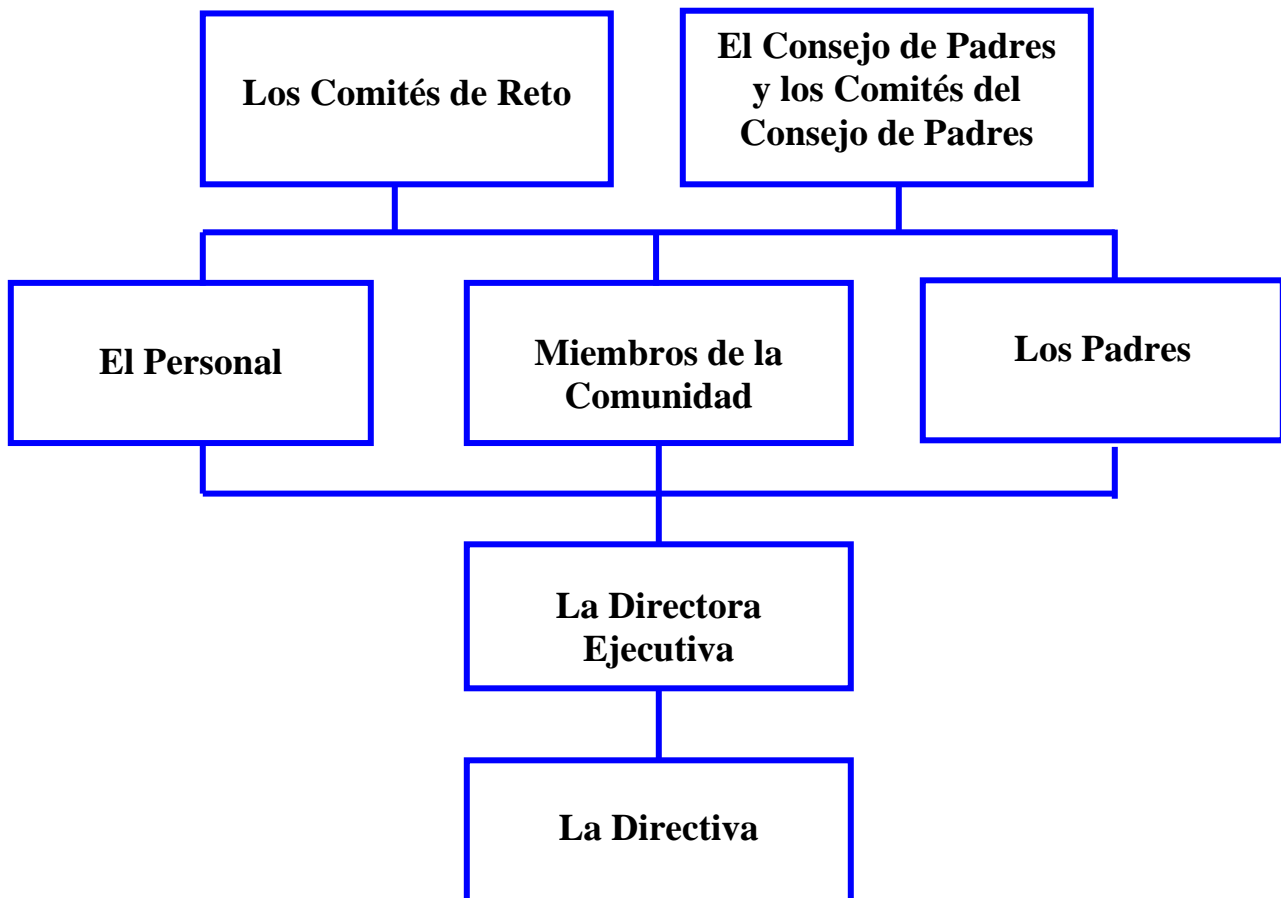 Los Comités de Reto
El Consejo de Padres
y los Comités del
Consejo de Padres
El Personal
Miembros de la
Comunidad
Los Padres
La Directora
Ejecutiva
La Directiva